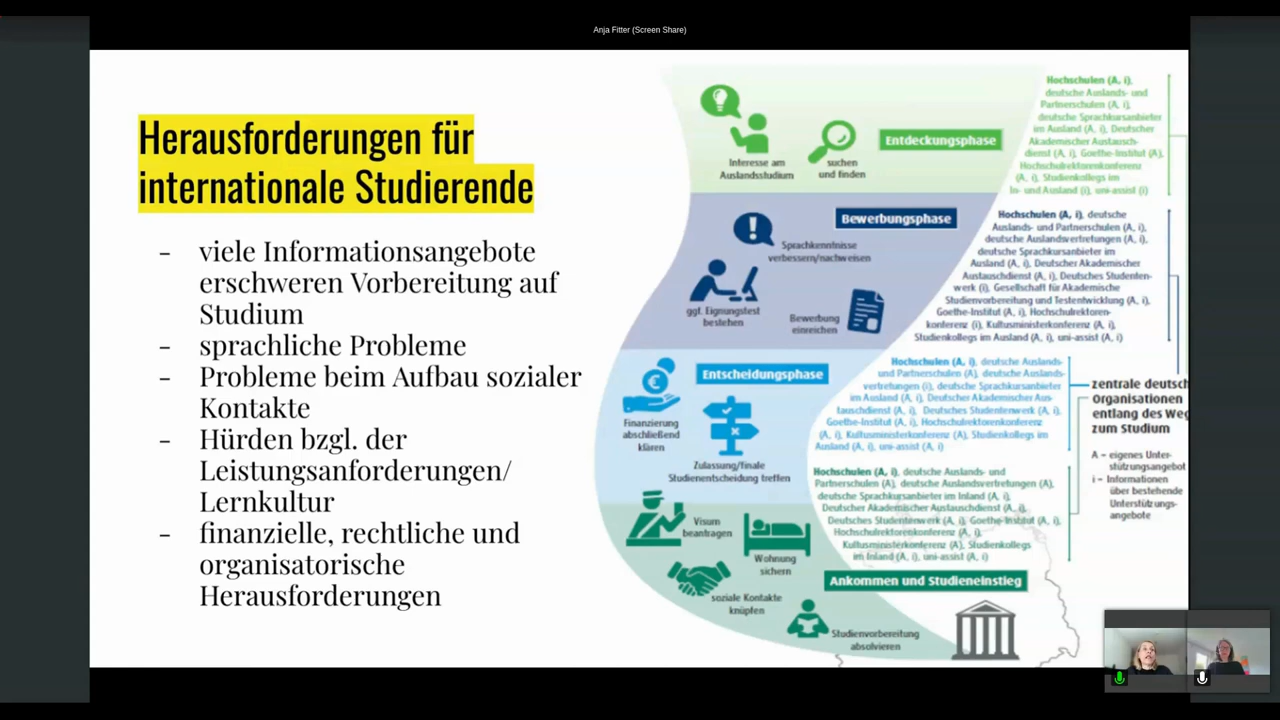 Anja Fitter (Screen Share)
Herausforderungen für
internationale Studierende
- viele Informationsangebote
erschweren Vorbereitung auf
Studium
- sprachliche Probleme
- Probleme beim Aufbau sozialer
Kontakte
- Hürden bzgl. der
Leistungsanforderungen/
Lernkultur
- finanzielle, rechtliche und
organisatorische
Herausforderungen
Entdeckungsphase
Interesse am
Auslandsstudium
suchen
und finden
Hochschulen (A, i),
deutsche Auslands- und
Partnerschulen (A, i),
deutsche Sprachkursanbieter
im Ausland (A, i), Deutscher
Akademischer Austausch-
dienst (A, i), Goethe-Institut (A),
Hochschulrektorenkonferenz
(A, i), Studienkollegs im
In- und Ausland (i), uni-assist (i)
Bewerbungsphase
Sprachkenntnisse
verbessern/nachweisen
ggf. Eignungstest
bestehen
Bewerbung
einreichen
Hochschulen (A, i), deutsche
Auslands- und Partnerschulen (A, i),
deutsche Auslandsvertretungen (A, i),
deutsche Sprachkursanbieter im
Ausland (A, i), Deutscher Akademischer
Austauschdienst (A, i), Deutsches Studenten-
werk (i), Gesellschaft für Akademische
Studienvorbereitung und Testentwicklung (A, i),
Goethe-Institut (A, i), Hochschulrektoren-
konferenz (i), Kultusministerkonferenz (A, i),
Studienkollegs im Ausland (A, i), uni-assist (A, i)
Entscheidungsphase
Finanzierung
abschließend
klären
Zulassung/finale
Studienentscheidung treffen
Hochschulen (A, i), deutsche Auslands-
und Partnerschulen (A), deutsche Auslands-
vertretungen (i), deutsche Sprachkursanbieter
im Ausland (A, i), Deutscher Akademischer Aus-
tauschdienst (A, i), Deutsches Studentenwerk (A, i),
Goethe-Institut (A, i), Hochschulrektorenkonferenz
(A, i), Kultusministerkonferenz (A), Studienkollegs im
Ausland (A, i), uni-assist (A, i)
zentrale deutsch
Organisationen
entlang des Weg
zum Studium
A – eigenes Unter-
stützungsangebot
i – Informationen
über bestehende
Unterstützungs-
angebote
Hochschulen (A, i), deutsche Auslands- und
Partnerschulen (A), deutsche Auslandsvertretungen (A),
deutsche Sprachkursanbieter im Inland (A, i),
Deutscher Akademischer Austauschdienst (A, i),
Deutsches Studentenwerk (A, i), Goethe-Institut (A, i),
Hochschulrektorenkonferenz (A, i),
Kultusministerkonferenz (A), Studienkollegs
im Inland (A, i), uni-assist (A, i)
Visum
beantragen
Wohnung
sichern
Ankommen und Studieneinstieg
soziale Kontakte
knüpfen
Studienvorbereitung
absolvieren